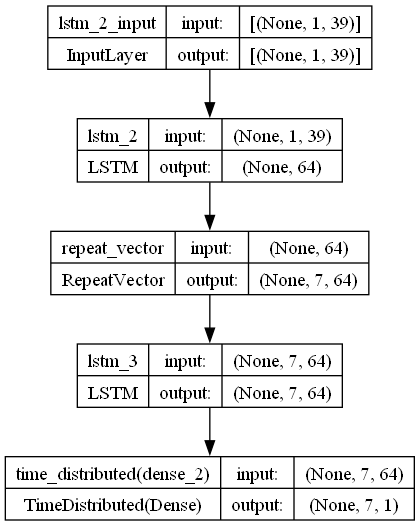 lstm_2_input input: [(None, 1, 39)]
InputLayer output: [(None, 1, 39)]
lstm_2 input: (None, 1, 39)
LSTM output: (None, 64)
repeat_vector input: (None, 64)
RepeatVector output: (None, 7, 64)
lstm_3 input: (None, 7, 64)
LSTM output: (None, 7, 64)
time_distributed(dense_2) input: (None, 7, 64)
TimeDistributed(Dense) output: (None, 7, 1)